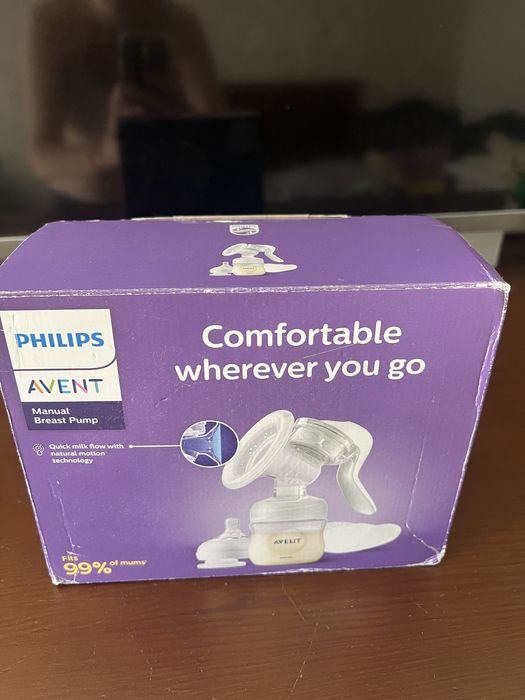 PHILIPS
AVENT
Manual
Breast Pump
Comfortable
wherever you go
Quick milk flow with
natural motion
technology
AVENT
Fits
99% of mums